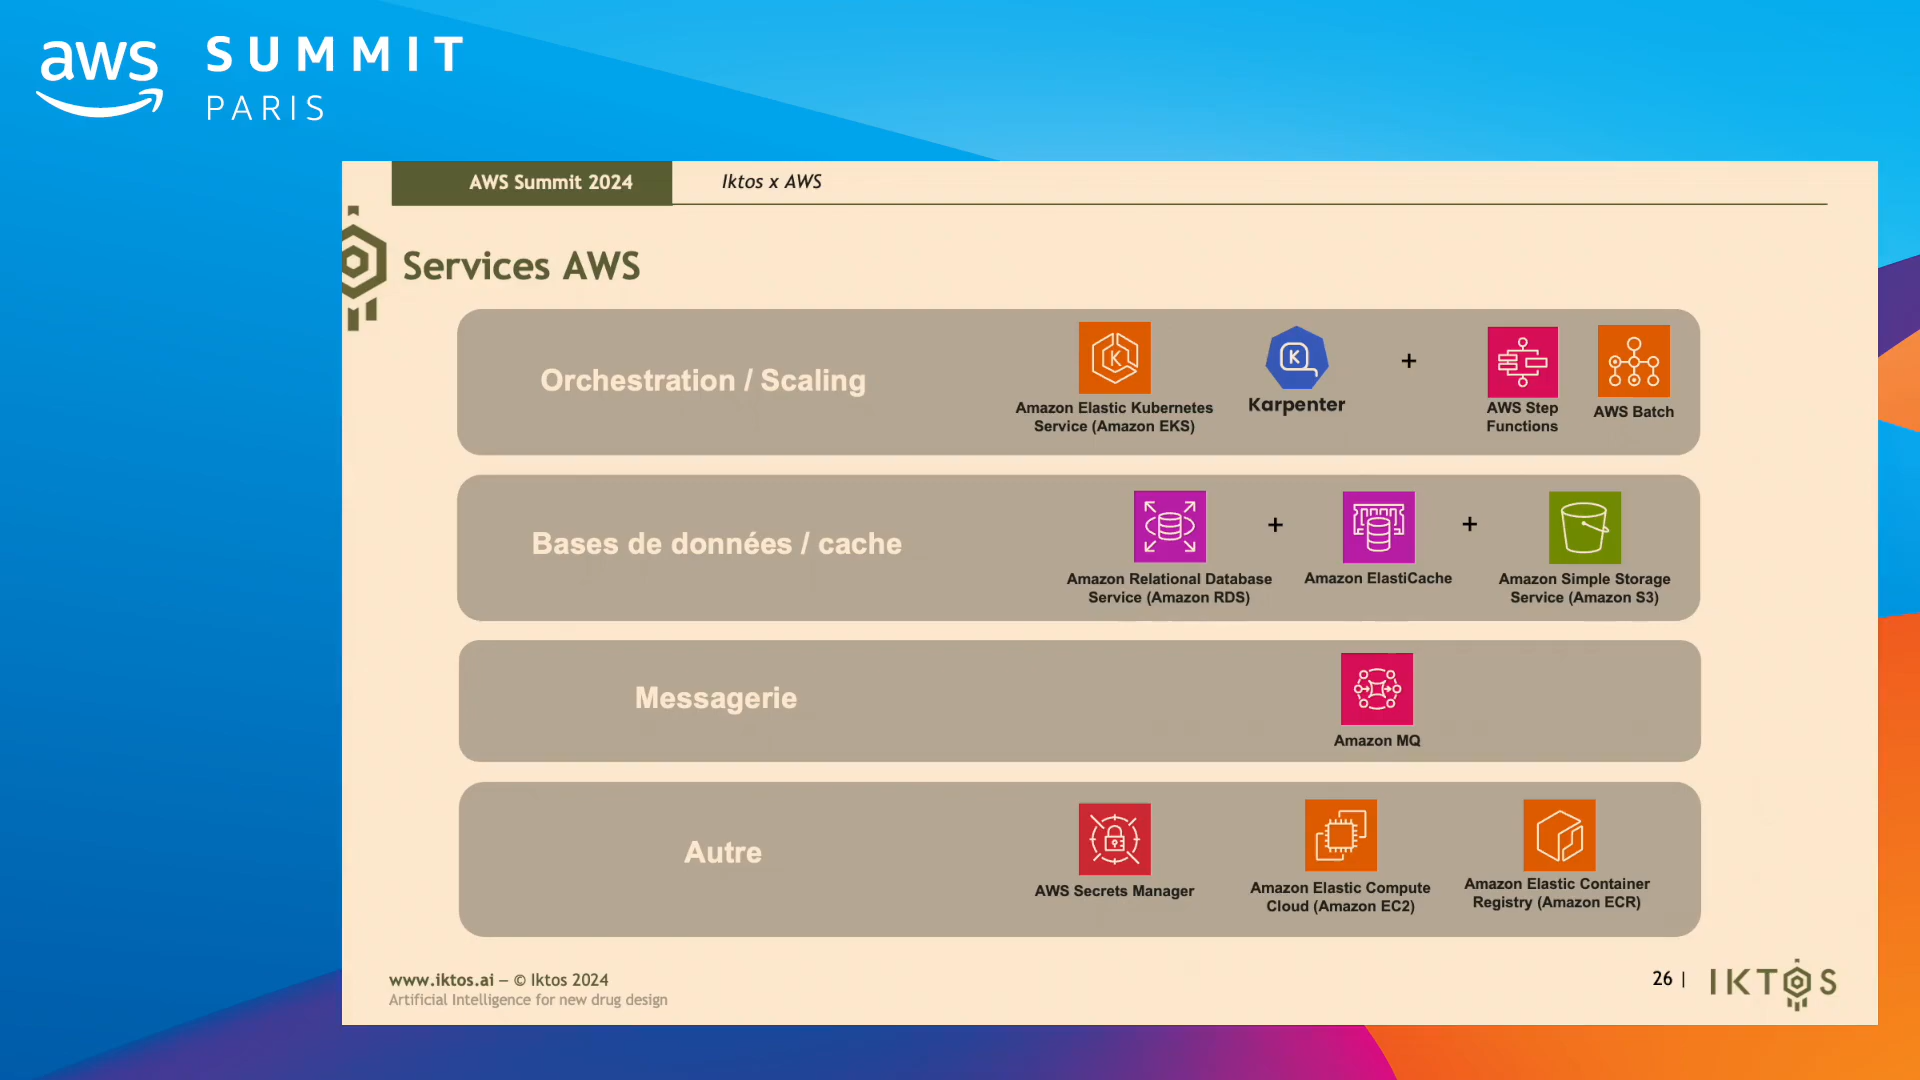 aws
SUMMIT
PARIS
AWS Summit 2024
Iktos x AWS
Services AWS
Orchestration / Scaling
Amazon Elastic Kubernetes
Service (Amazon EKS)
K
Karpenter
+
AWS Step
Functions
AWS Batch
Bases de données / cache
Amazon Relational Database
Service (Amazon RDS)
+
Amazon ElastiCache
+
Amazon Simple Storage
Service (Amazon S3)
Messagerie
Amazon MQ
Autre
AWS Secrets Manager
Amazon Elastic Compute
Cloud (Amazon EC2)
Amazon Elastic Container
Registry (Amazon ECR)
www.iktos.ai – © Iktos 2024
Artificial Intelligence for new drug design
26 |
IKTOS